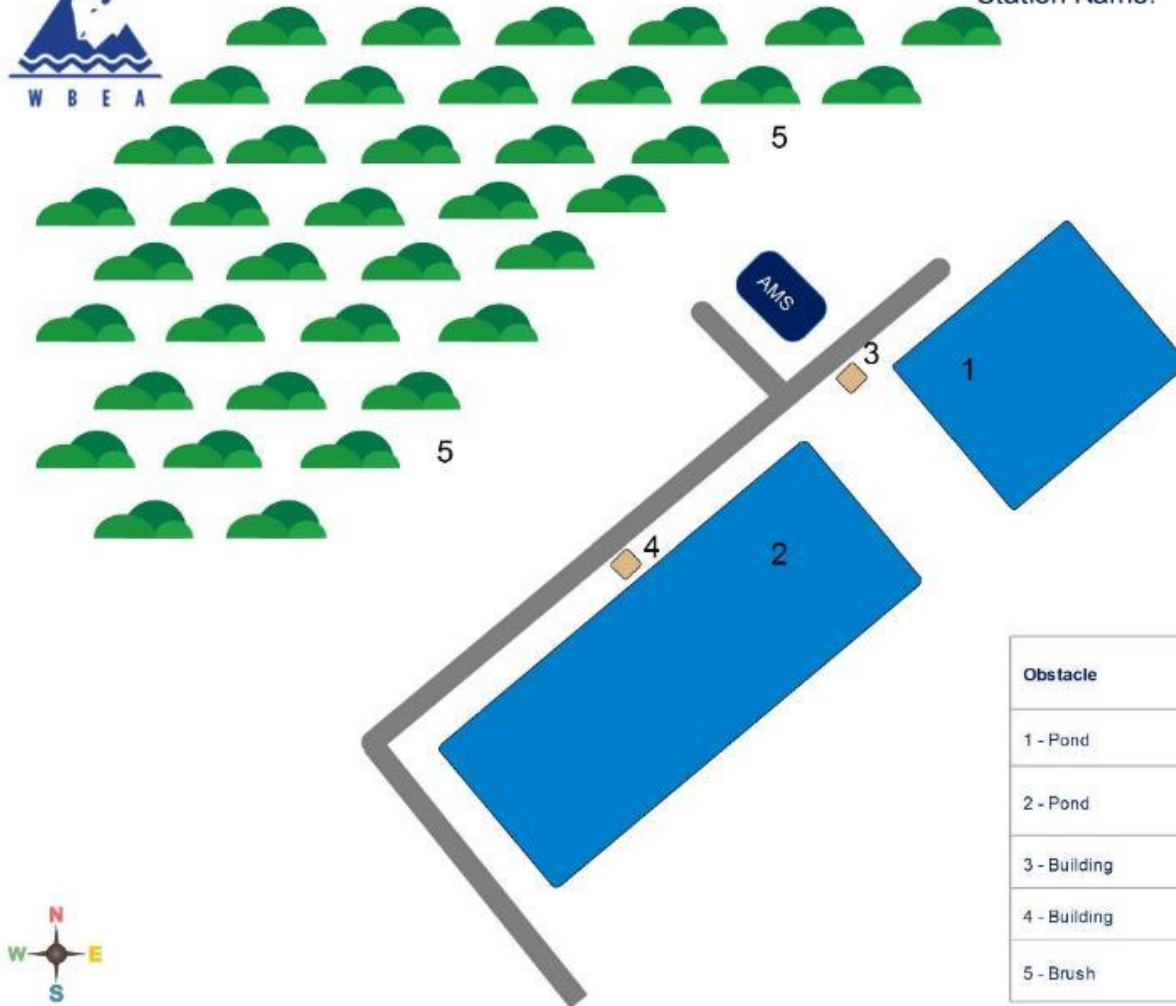 Station Name:
W B E A
5
AMS
3
1
5
4
2
Obstacle
1 - Pond
2 - Pond
3 - Building
4 - Building
5 - Brush
N
W E
S